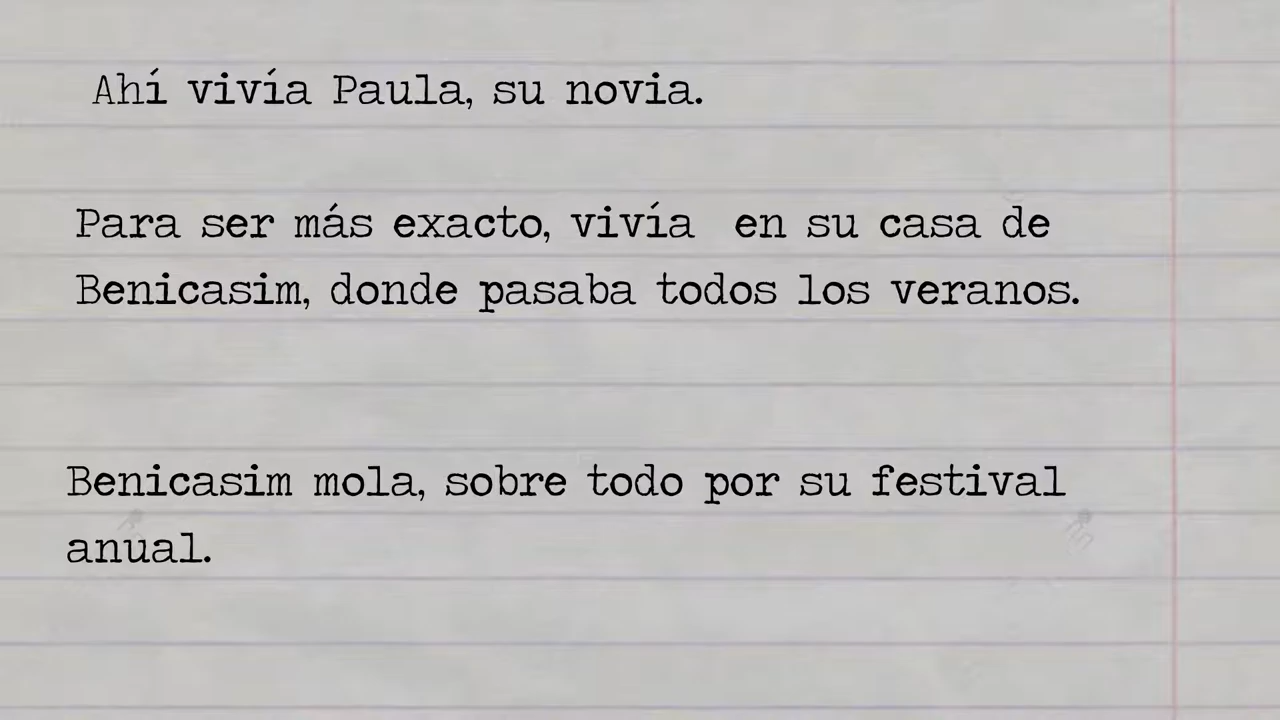 Ahí vivía Paula, su novia.
Para ser más exacto, vivía  en su casa de
Benicasim, donde pasaba todos los veranos.
Benicasim mola, sobre todo por su festival
anual.